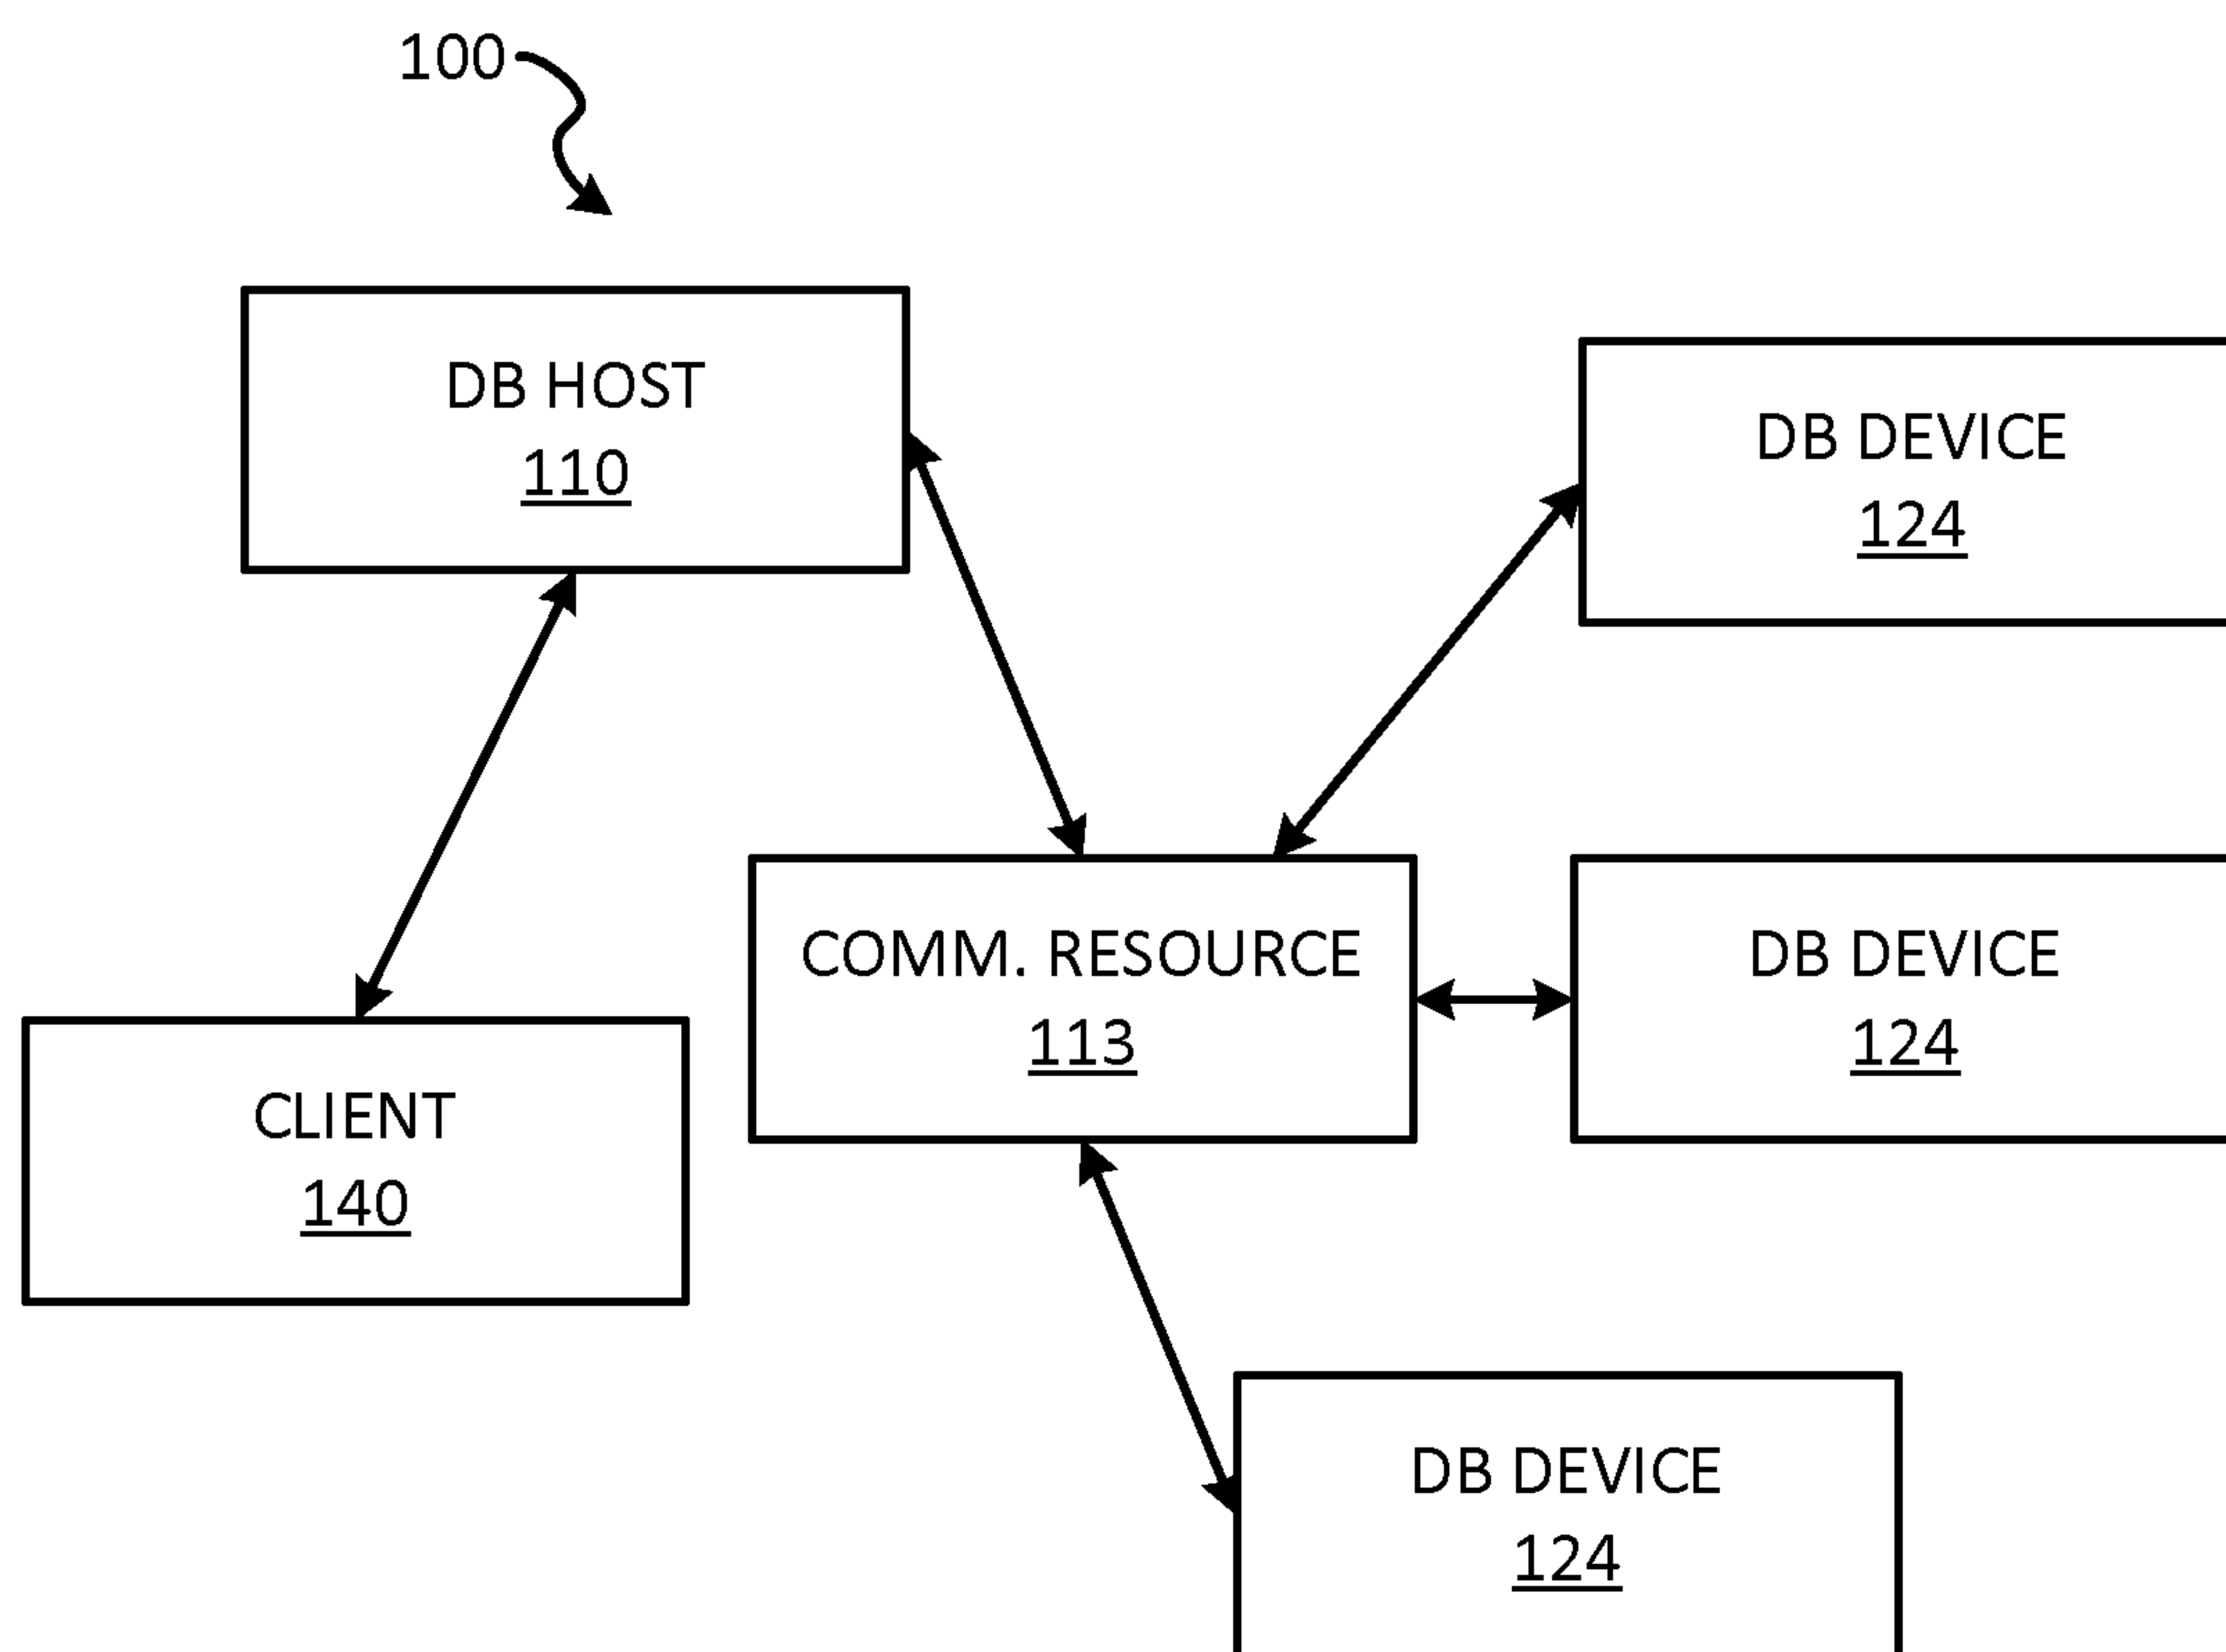 100
DB HOST
110
DB DEVICE
124
COMM. RESOURCE
113
DB DEVICE
124
CLIENT
140
DB DEVICE
124